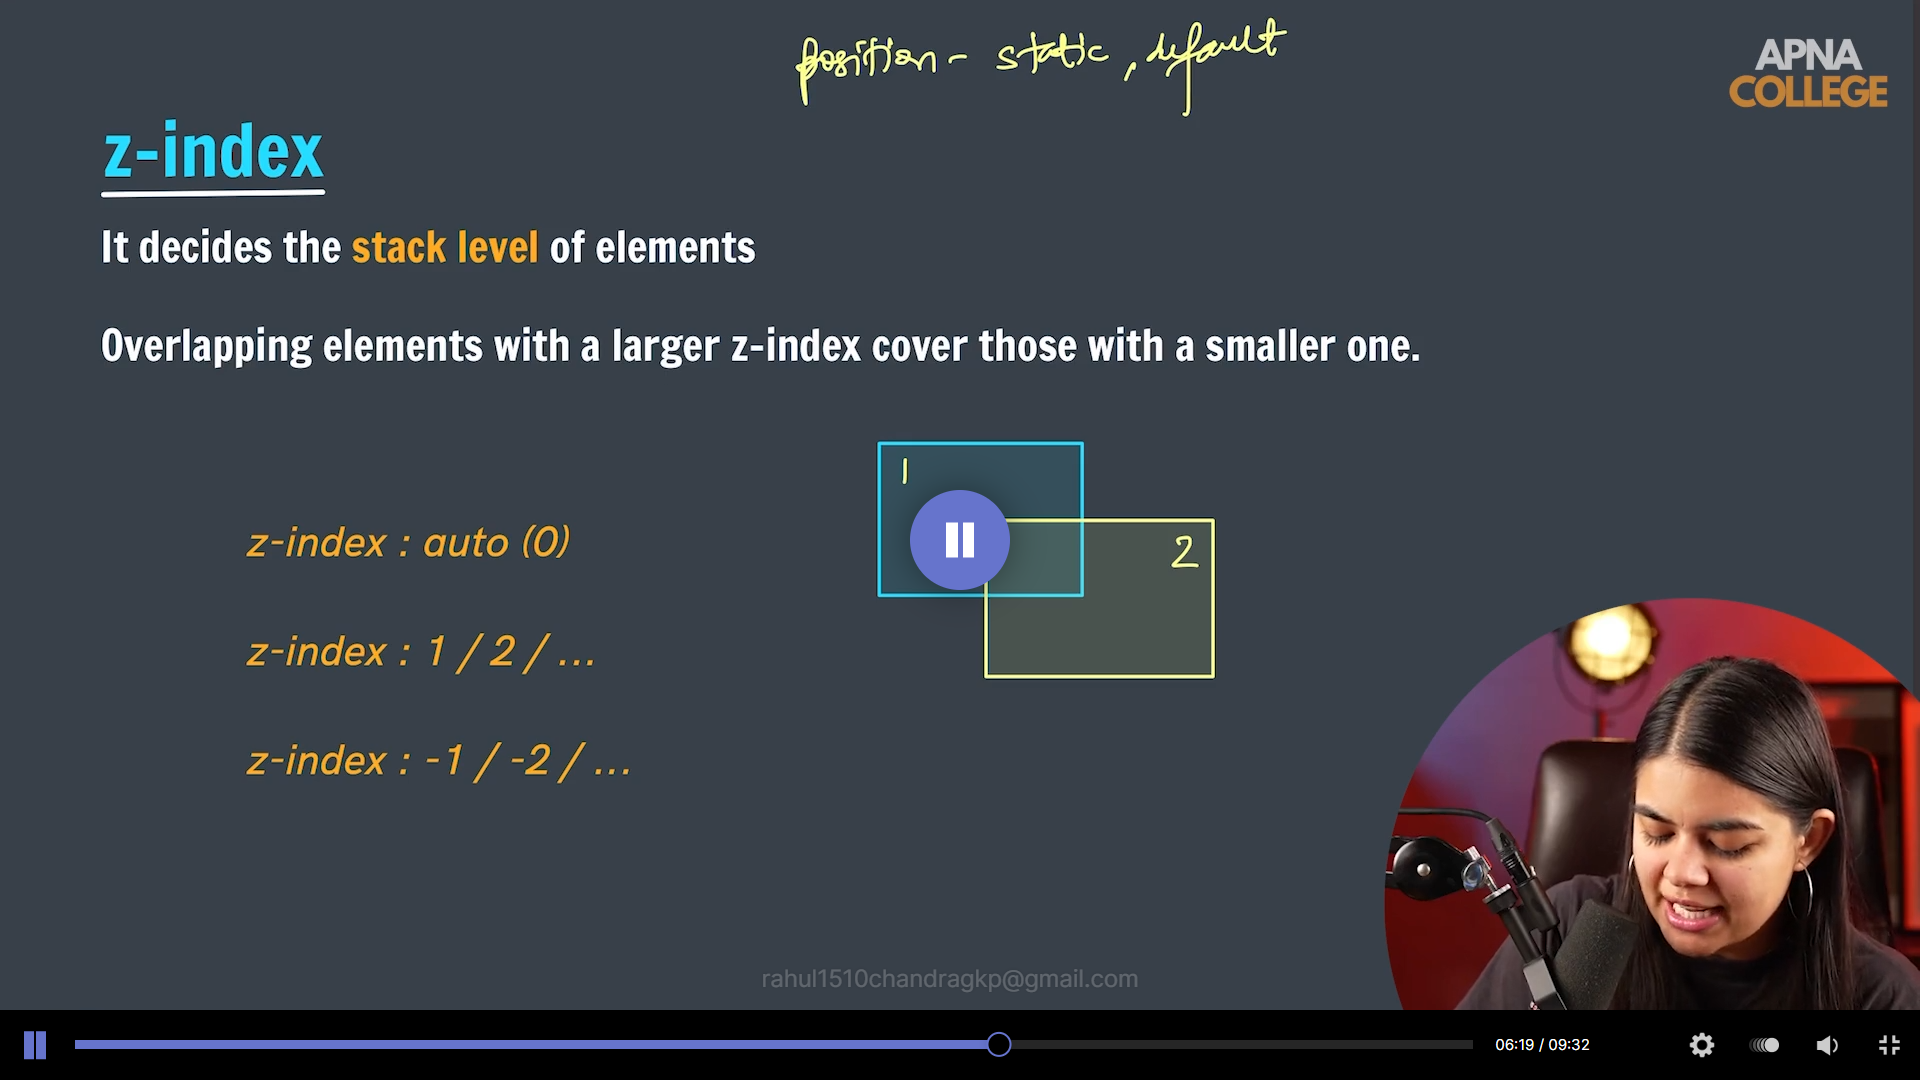 position - static, default
APNA
COLLEGE
z-index
It decides the stack level of elements
Overlapping elements with a larger z-index cover those with a smaller one.
1
2
z-index : auto (0)
z-index : 1 / 2 / ...
z-index : -1 / -2 / ...
rahul1510chandragkp@gmail.com
06:19 / 09:32